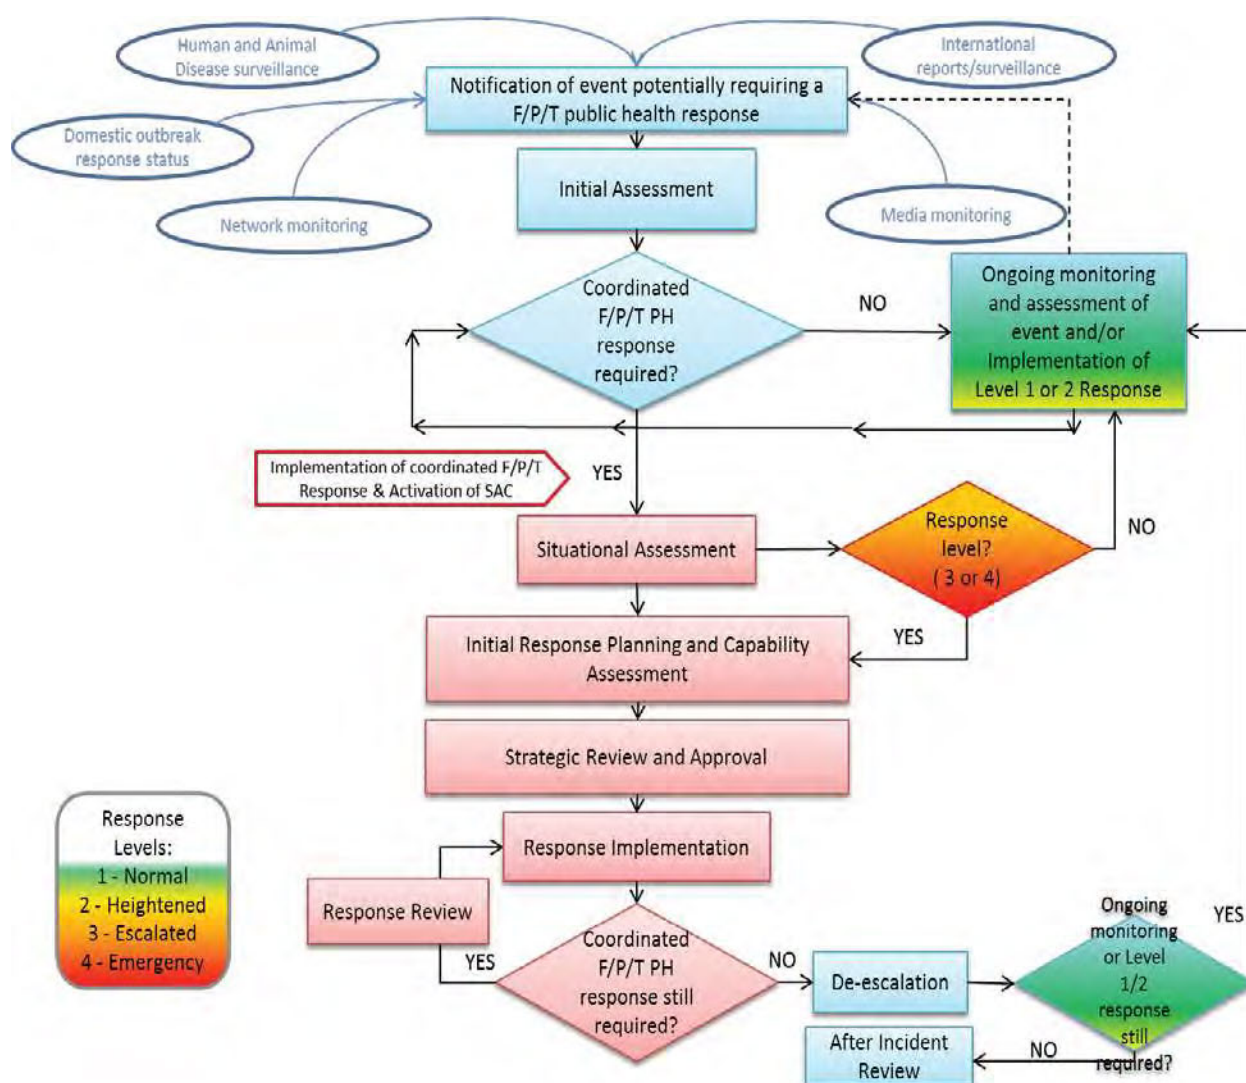 Human and Animal
Disease surveillance
International
reports/surveillance
Notification of event potentially requiring a
F/P/T public health response
Domestic outbreak
response status
Network monitoring
Media monitoring
Initial Assessment
Coordinated
F/P/T PH
response
required?
NO
Ongoing monitoring
and assessment of
event and/or
Implementation of
Level 1 or 2 Response
Implementation of coordinated F/P/T
Response & Activation of SAC
YES
Situational Assessment
Response
level?
( 3 or 4)
NO
YES
Initial Response Planning and Capability
Assessment
Strategic Review and Approval
Response
Levels:
1 - Normal
2 - Heightened
3 - Escalated
4 - Emergency
Response Implementation
Response Review
YES
Coordinated
F/P/T PH
response still
required?
NO
De-escalation
Ongoing
monitoring
or Level
1/2
response
still
required?
YES
NO
After Incident
Review